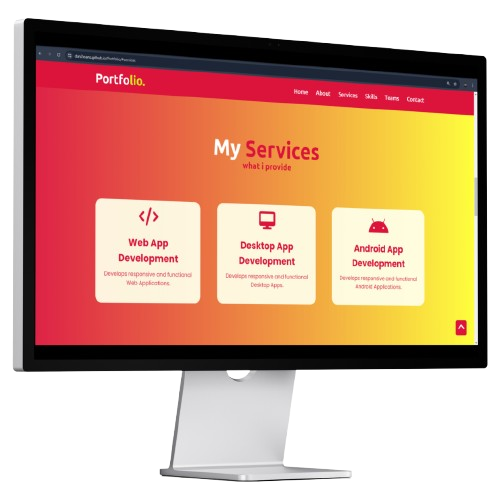 Portfolio.
Home About Services Skills Teams Contact
My Services
what i provide
Web App
Development
Develops responsive and functional
Web Applications.
Desktop App
Development
Develops responsive and functional
Desktop Apps.
Android App
Development
Develops responsive and functional
Android Applications.